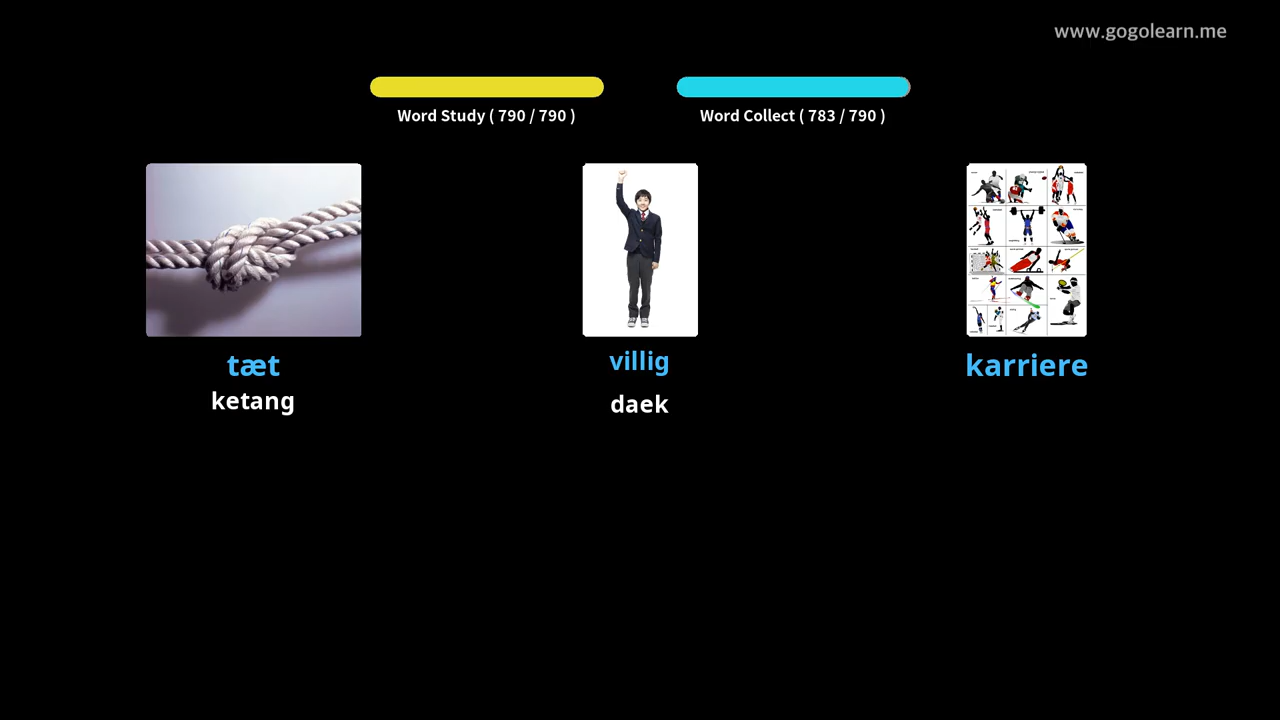 www.gogolearn.me
Word Study ( 790 / 790 )
Word Collect ( 783 / 790 )
tæt
villig
karriere
ketang
daek